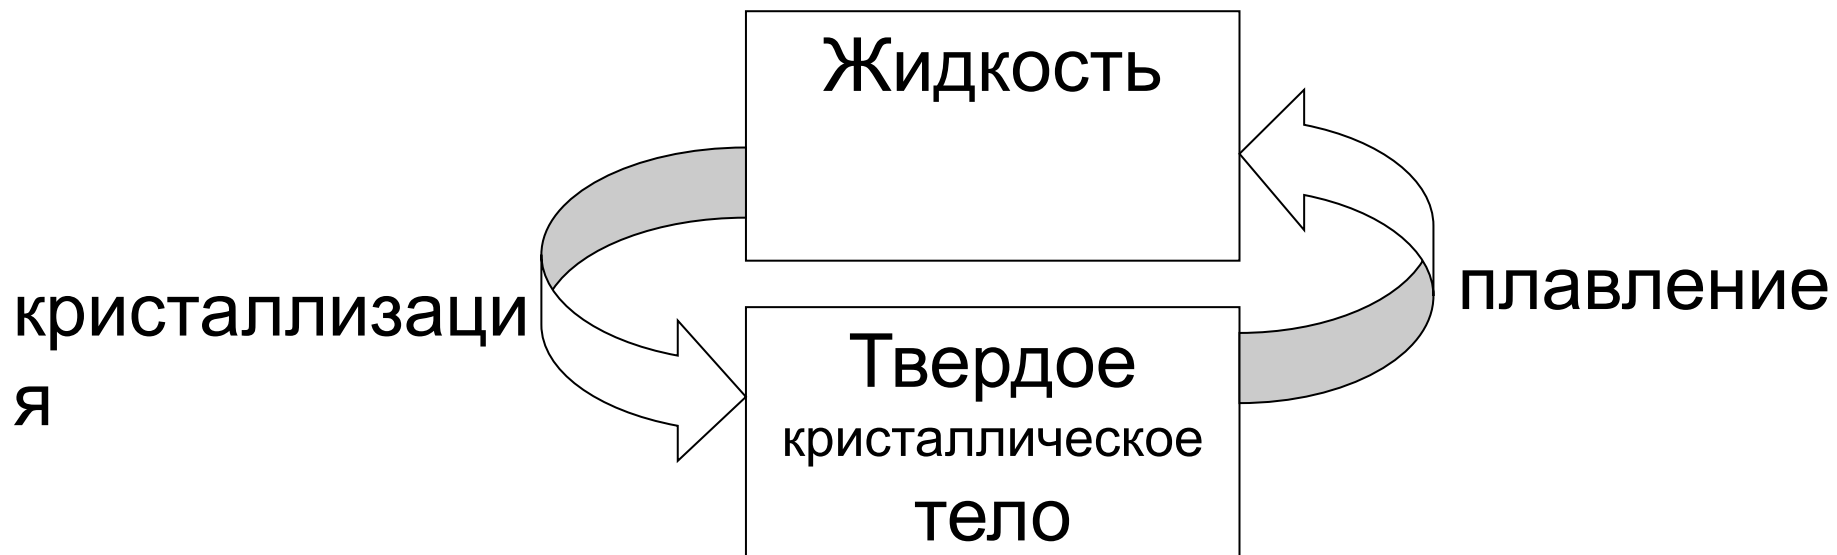 Жидкость
кристаллизаци
я
плавление
Твердое
кристаллическое
тело